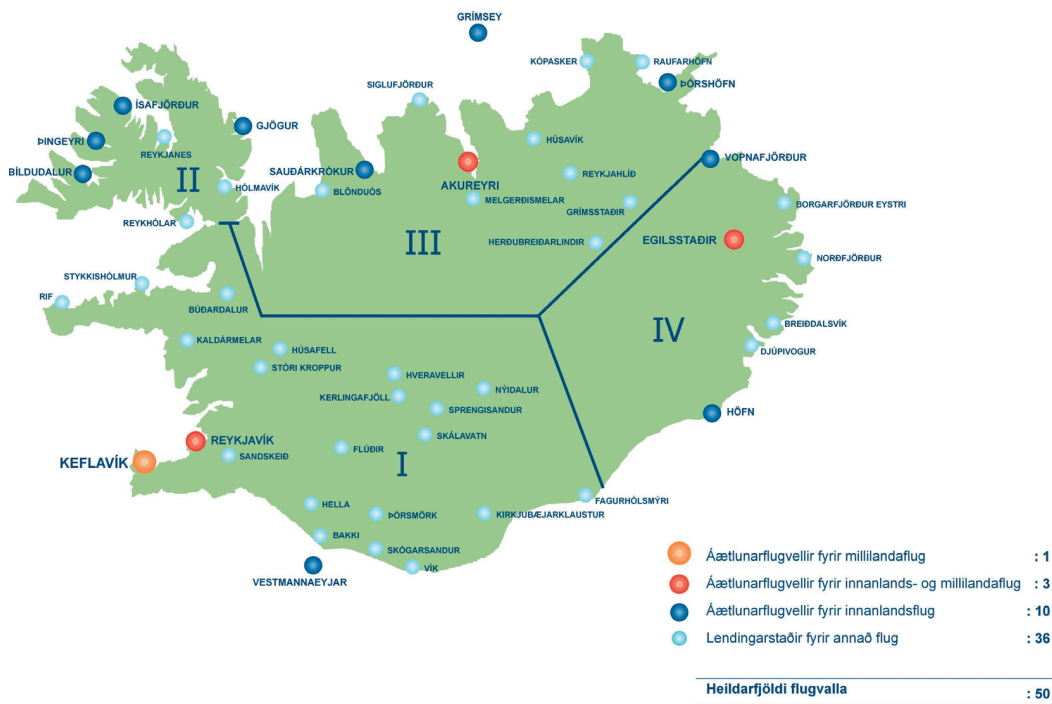 GRÍMSEY
KÓPASKER
RAUFARHÖFN
ÞÓRSHÖFN
SIGLUFJÖRÐUR
ÍSAFJÖRÐUR
GJÖGUR
ÞINGEYRI
REYKJANES
HÚSAVÍK
BÍLDUDALUR
II
SAUÐÁRKRÓKUR
VOPNAFJÖRÐUR
HÓLMAVÍK
BLÖNDUÓS
AKUREYRI
REYKJAHLÍÐ
MELGERÐISMELAR
GRÍMSSTAÐIR
BORGARFJÖRÐUR EYSTRI
REYKHÓLAR
III
HERÐUBREIÐARLINDIR
EGILSSTAÐIR
NORÐFJÖRÐUR
STYKKISHÓLMUR
RIF
BÚÐARDALUR
IV
BREIÐDALSVÍK
KALDÁRMELAR
HÚSAFELL
DJÚPIVOGUR
STÓRI KROPPUR
HVERAVELLIR
KERLINGAFJÖLL
NÝIDALUR
SPRENGISANDUR
HÖFN
SKÁLAVATN
REYKJAVÍK
FLÚÐIR
KEFLAVÍK
SANDSKEIÐ
I
FAGURHÓLSMÝRI
HELLA
ÞÓRSMÖRK
KIRKJUBÆJARKLAUSTUR
BAKKI
SKÓGARSANDUR
VÍK
VESTMANNAEYJAR
Áætlunarflugvellir fyrir millilandaflug : 1
Áætlunarflugvellir fyrir innanlands- og millilandaflug : 3
Áætlunarflugvellir fyrir innanlandsflug : 10
Lendingarstaðir fyrir annað flug : 36
Heildarfjöldi flugvalla : 50